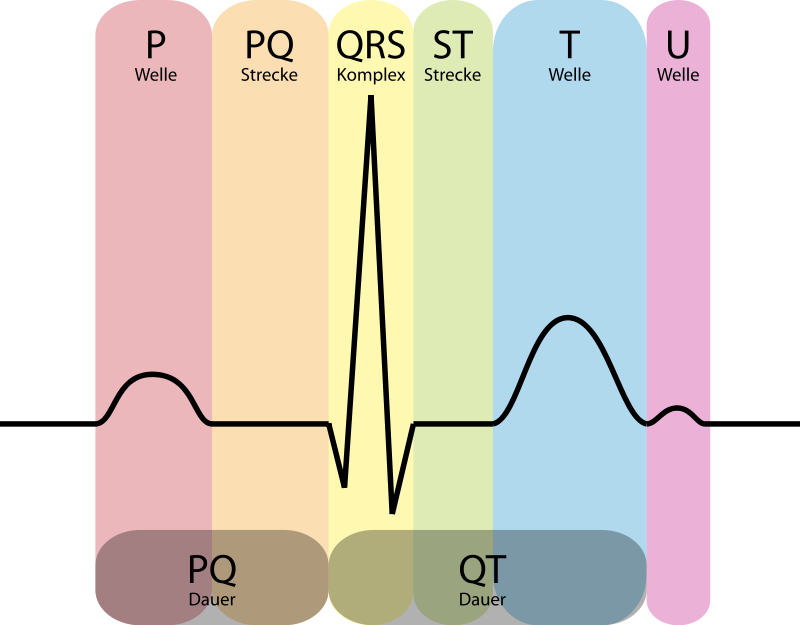 P PQ QRS ST T U
Welle Strecke Komplex Strecke Welle Welle
PQ QT
Dauer Dauer